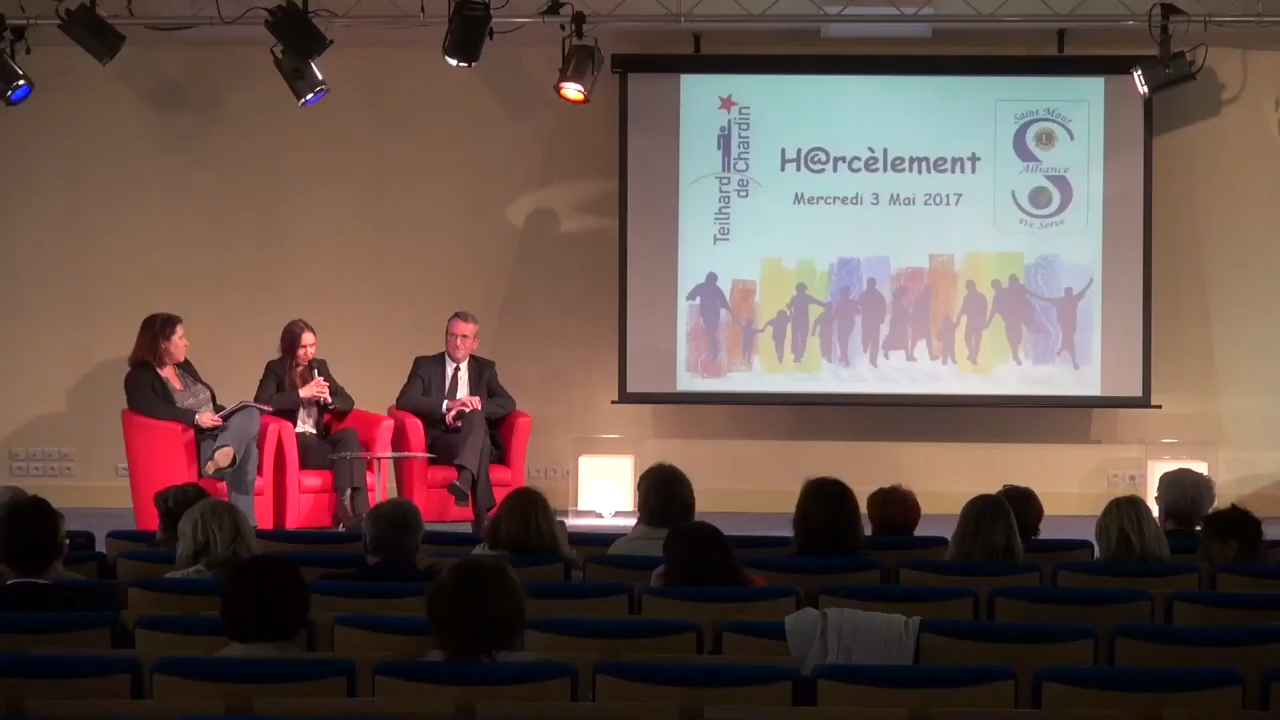 Teilhard
de Chardin
H@rcèlement
Mercredi 3 Mai 2017
Saint Maur
L
Alliance
We Serve